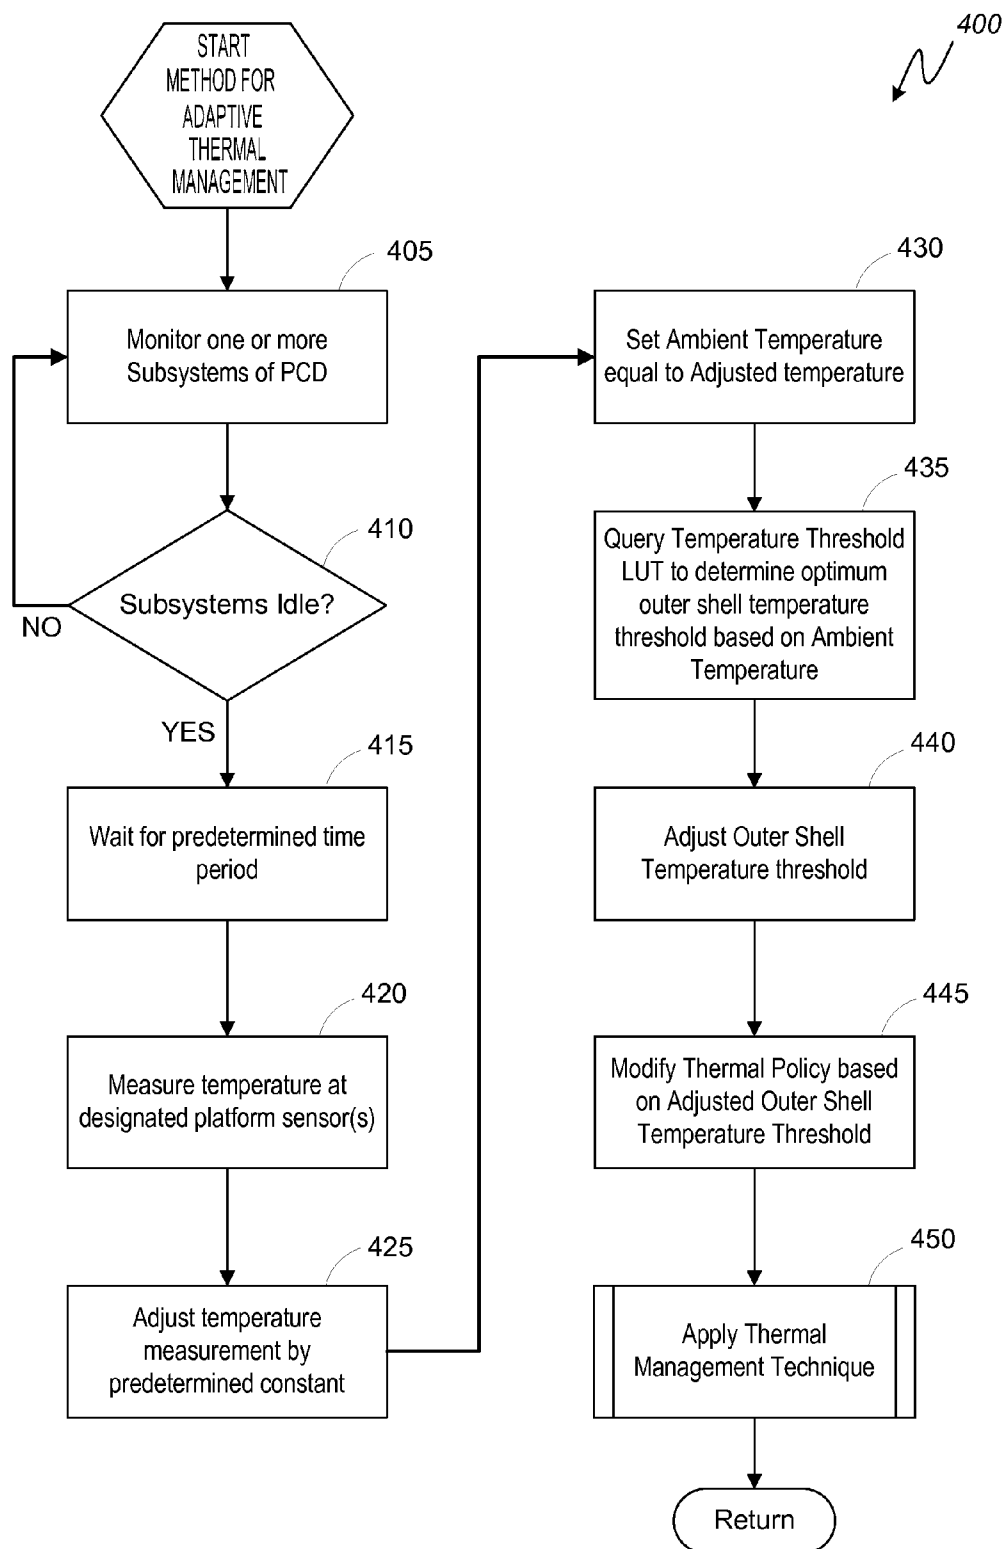 400
START
METHOD FOR
ADAPTIVE
THERMAL
MANAGEMENT
405
Monitor one or more
Subsystems of PCD
410
Subsystems Idle?
NO
YES
415
Wait for predetermined time
period
420
Measure temperature at
designated platform sensor(s)
425
Adjust temperature
measurement by
predetermined constant
430
Set Ambient Temperature
equal to Adjusted temperature
435
Query Temperature Threshold
LUT to determine optimum
outer shell temperature
threshold based on Ambient
Temperature
440
Adjust Outer Shell
Temperature threshold
445
Modify Thermal Policy based
on Adjusted Outer Shell
Temperature Threshold
450
Apply Thermal
Management Technique
Return